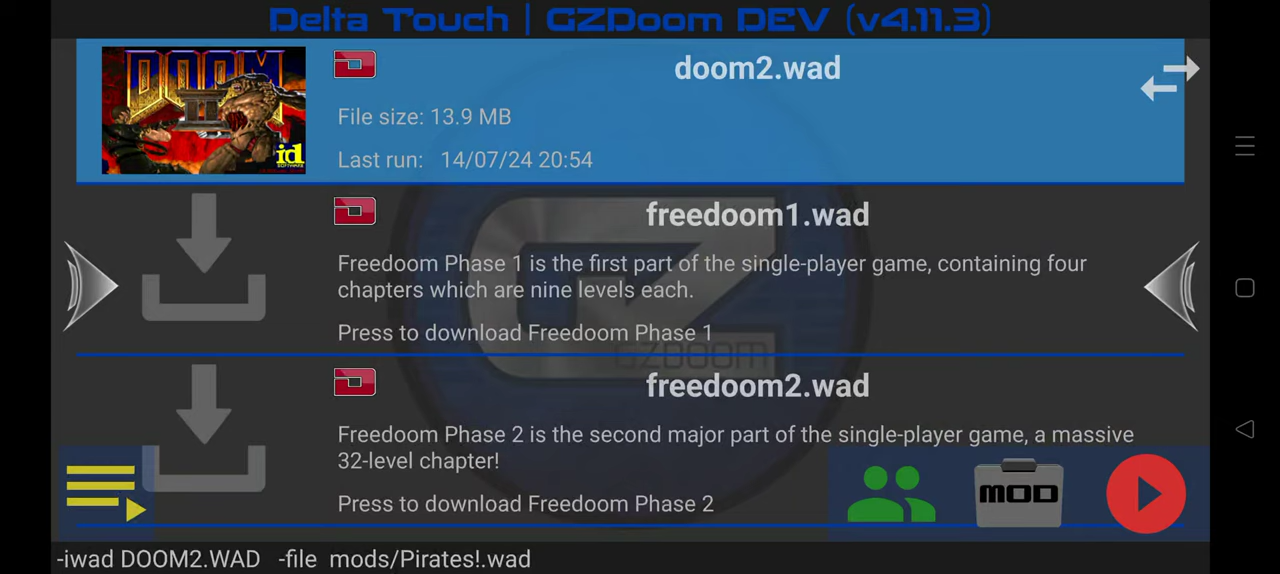 Delta Touch | GZDoom DEV (v4.11.3)
doom2.wad
DOOM
id
File size: 13.9 MB
Last run: 14/07/24 20:54
freedoom1.wad
Freedoom Phase 1 is the first part of the single-player game, containing four
chapters which are nine levels each.
Press to download Freedoom Phase 1
GZDOOM
freedoom2.wad
Freedoom Phase 2 is the second major part of the single-player game, a massive
32-level chapter!
Press to download Freedoom Phase 2
MOD
-iwad DOOM2.WAD -file mods/Pirates!.wad